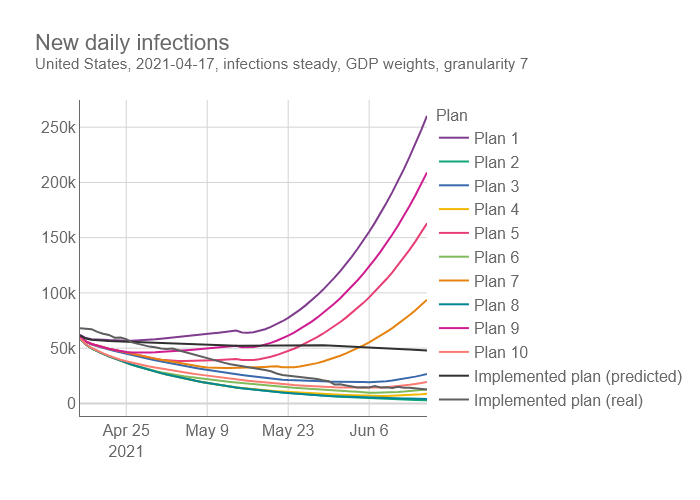 New daily infections
United States, 2021-04-17, infections steady, GDP weights, granularity 7
Plan
250k
200k
150k
100k
50k
0
Apr 25
2021
May 9
May 23
Jun 6
Plan 1
Plan 2
Plan 3
Plan 4
Plan 5
Plan 6
Plan 7
Plan 8
Plan 9
Plan 10
Implemented plan (predicted)
Implemented plan (real)